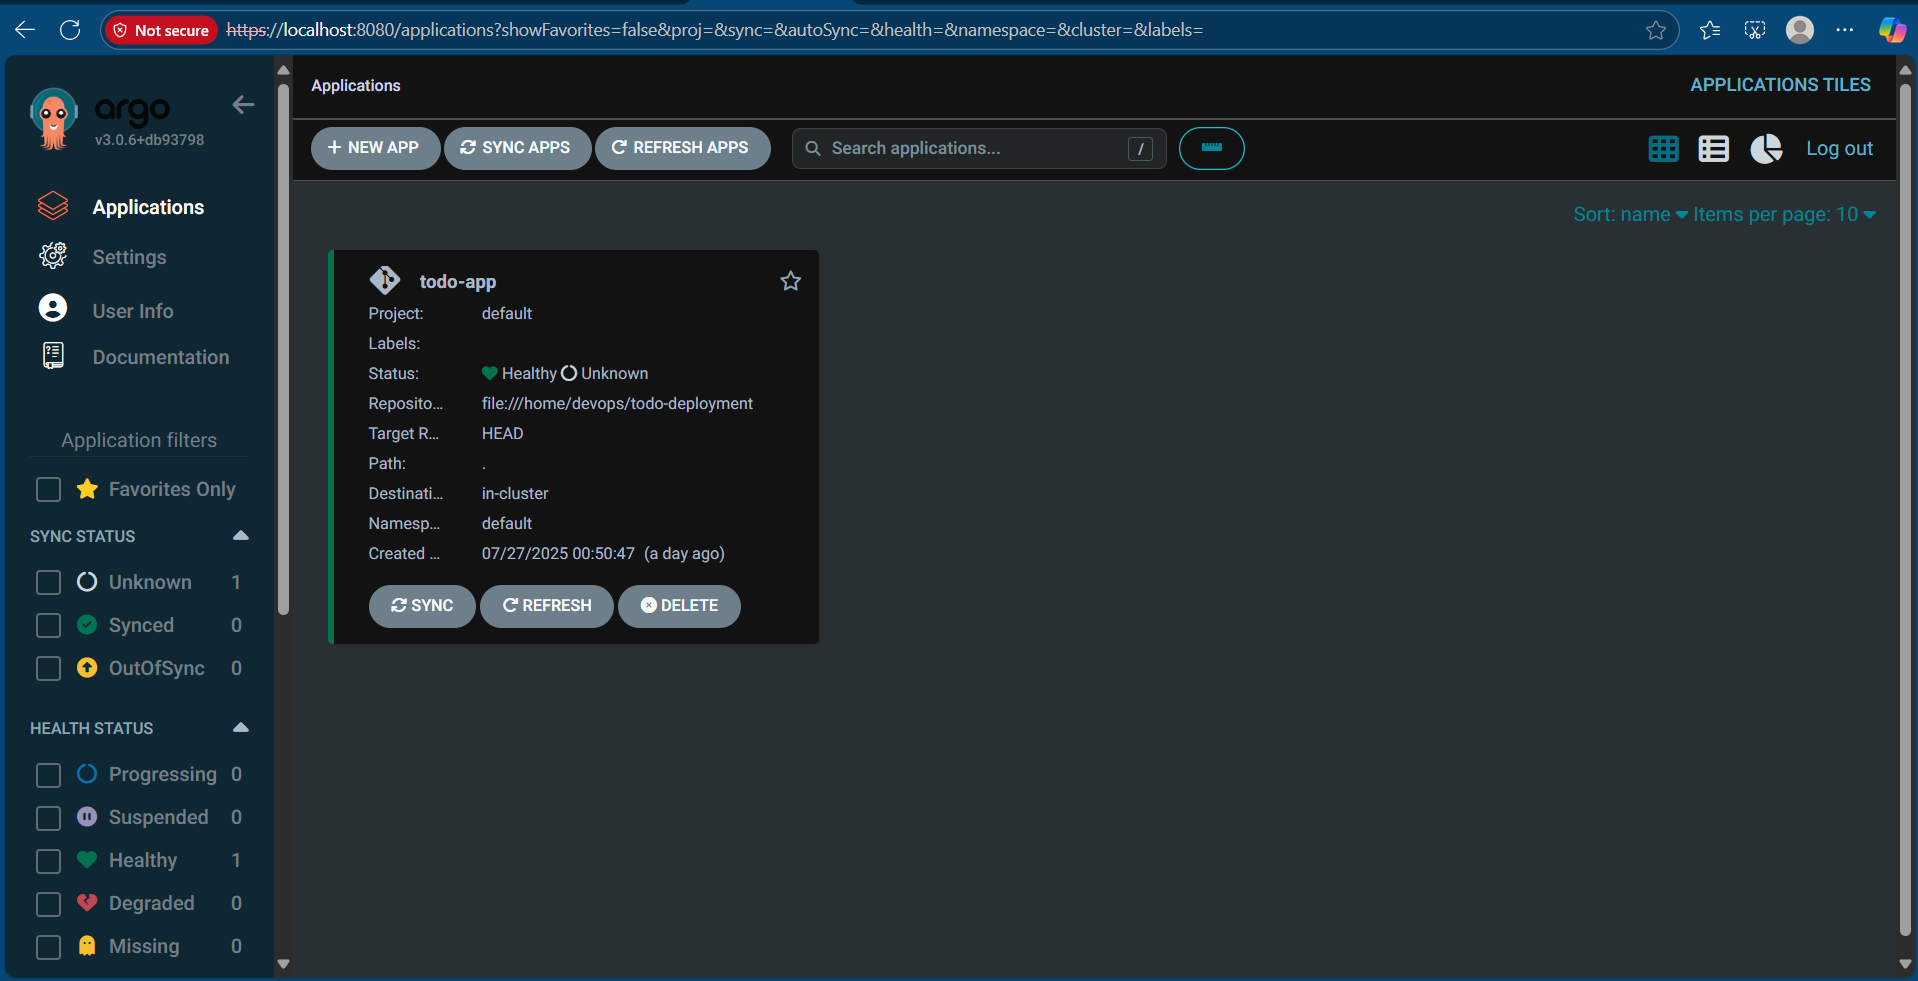 Not secure https://localhost:8080/applications?showFavorites=false&proj=&sync=&autoSync=&health=&namespace=&cluster=&labels=
argo
v3.0.6+db93798
Applications
Settings
User Info
Documentation
Application filters
Favorites Only
SYNC STATUS
Unknown 1
Synced 0
OutOfSync 0
HEALTH STATUS
Progressing 0
Suspended 0
Healthy 1
Degraded 0
Missing 0
Applications APPLICATIONS TILES
+ NEW APP SYNC APPS REFRESH APPS Search applications... / Log out
Sort: name Items per page: 10
todo-app
Project: default
Labels:
Status: Healthy Unknown
Reposito... file:///home/devops/todo-deployment
Target R... HEAD
Path: .
Destinati... in-cluster
Namesp... default
Created ... 07/27/2025 00:50:47 (a day ago)
SYNC REFRESH DELETE